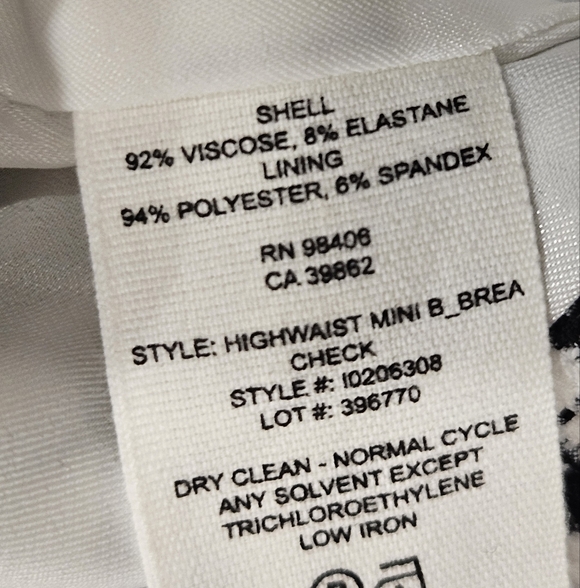 SHELL
92% VISCOSE, 8% ELASTANE
LINING
94% POLYESTER, 6% SPANDEX
RN 98406
CA 39862
STYLE: HIGHWAIST MINI B_BREA
CHECK
STYLE #: I0206308
LOT #: 396770
DRY CLEAN - NORMAL CYCLE
ANY SOLVENT EXCEPT
TRICHLOROETHYLENE
LOW IRON